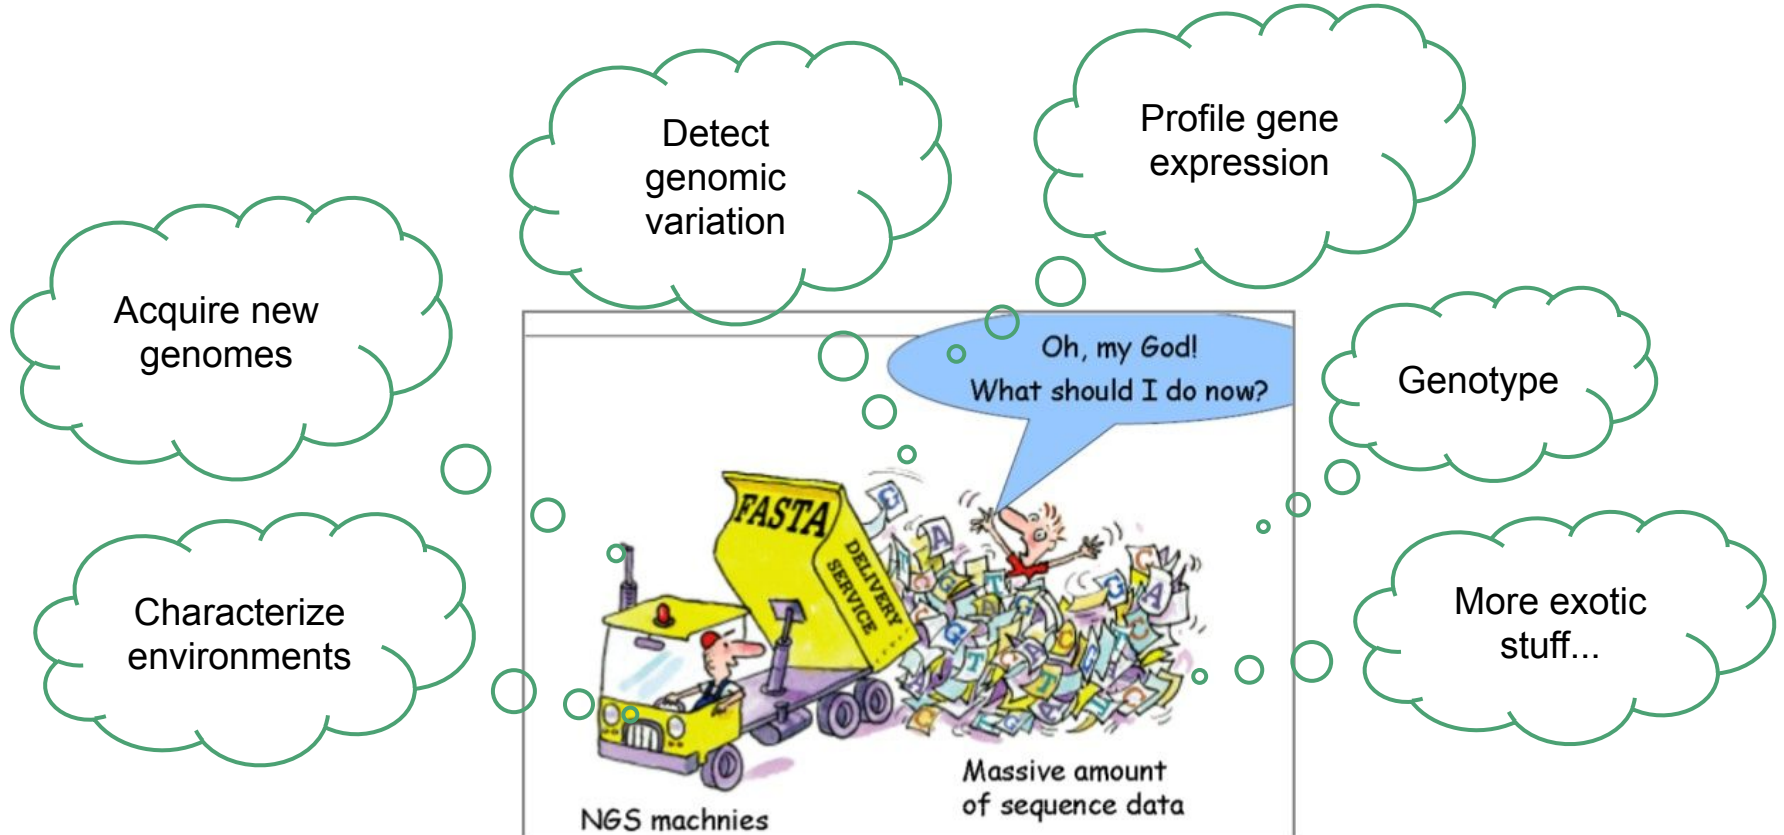 Detect
genomic
variation
Profile gene
expression
Acquire new
genomes
Genotype
Characterize
environments
More exotic
stuff...
Oh, my God!
What should I do now?
FASTA
DELIVERY
SERVICE
NGS machnies
Massive amount
of sequence data